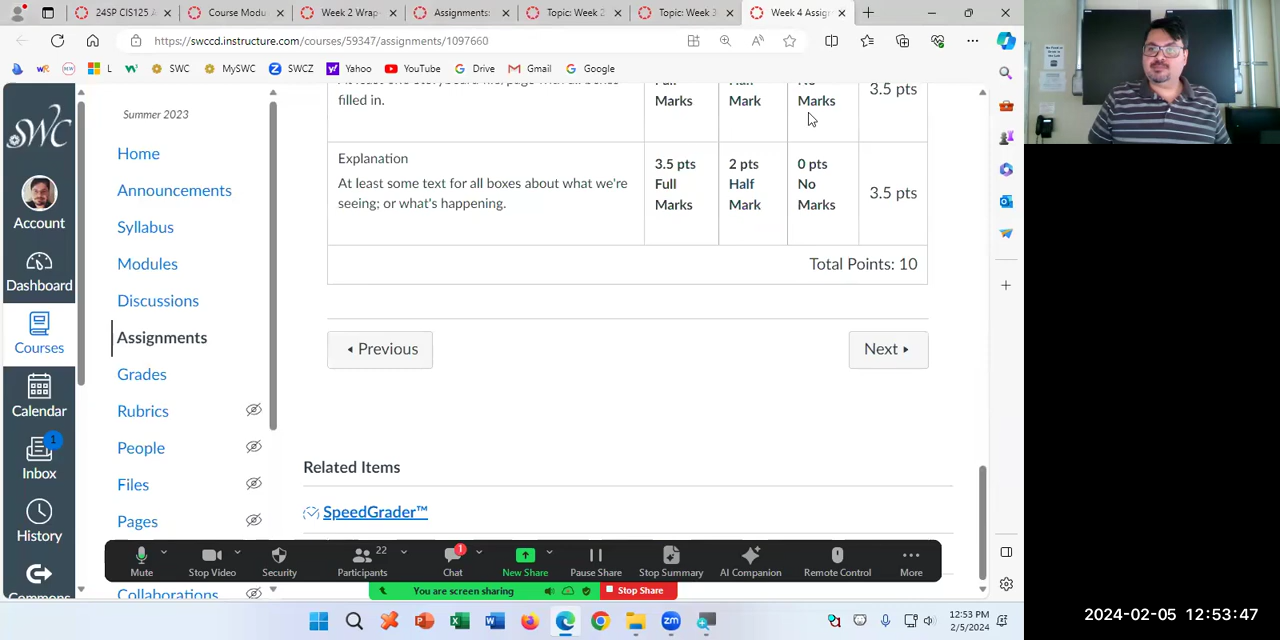 24SP CIS125
Course Modu
Week 2 Wrap
Assignments:
Topic: Week 2
Topic: Week 3
Week 4 Assign
https://swccd.instructure.com/courses/59347/assignments/1097660
L
W
SWC
MySWC
SWCZ
Yonoo
YouTube
Drive
Gmail
Google
SWC
Account
Dashboard
Courses
Calendar
1
Inbox
History
Summer 2023
Home
Announcements
Syllabus
Modules
Discussions
Assignments
Grades
Rubrics
People
Files
Pages
Collaborations
filled in.
Full
Marks
Half
Mark
No
Marks
3.5 pts
Explanation
At least some text for all boxes about what we're
seeing; or what's happening.
3.5 pts
Full
Marks
2 pts
Half
Mark
0 pts
No
Marks
3.5 pts
Total Points: 10
Previous
Next
Related Items
SpeedGrader™
Mute
Stop Video
Security
22
Participants
1
Chat
New Share
Pause Share
Stop Summary
AI Companion
Remote Control
More
You are screen sharing
Stop Share
12:53 PM
2/5/2024
2024-02-05 12:53:47